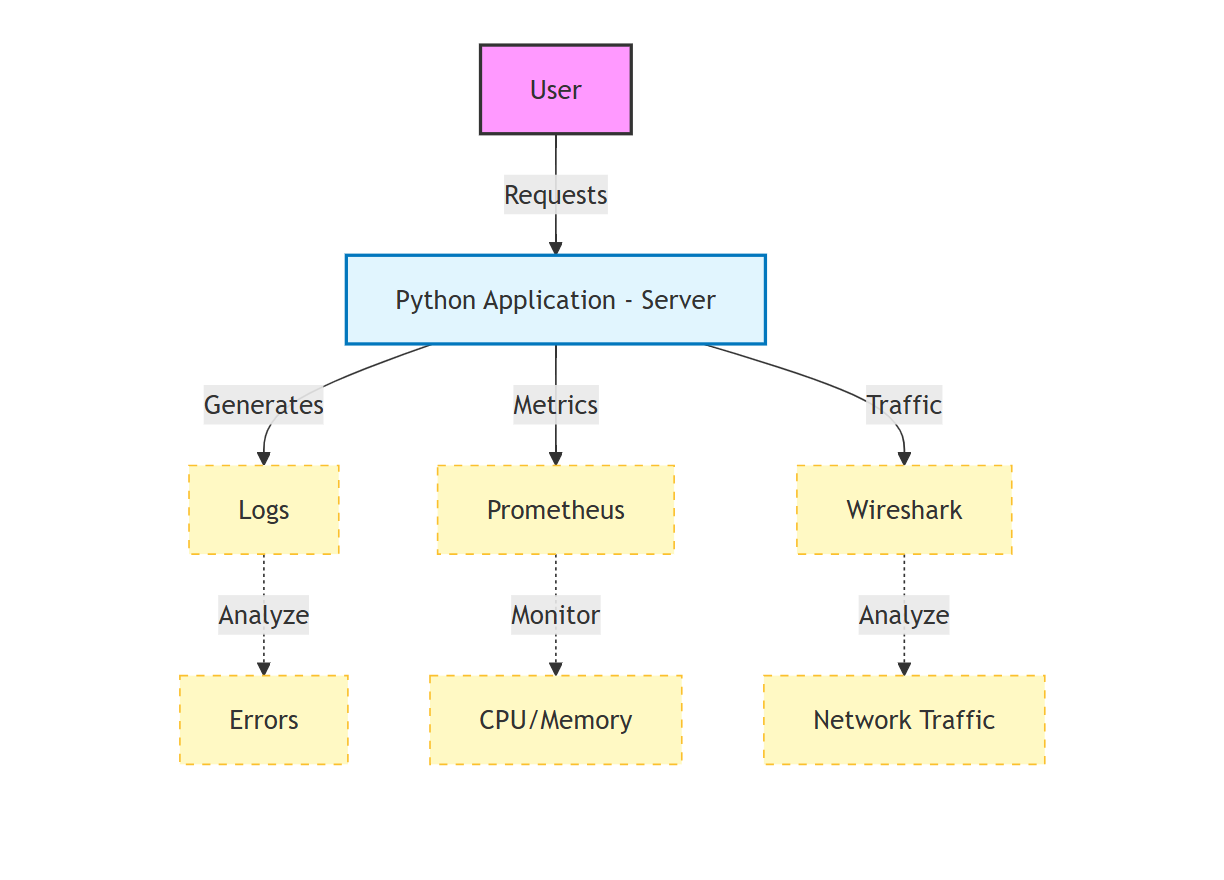 User
Requests
Python Application - Server
Generates
Metrics
Traffic
Logs
Prometheus
Wireshark
Analyze
Monitor
Analyze
Errors
CPU/Memory
Network Traffic